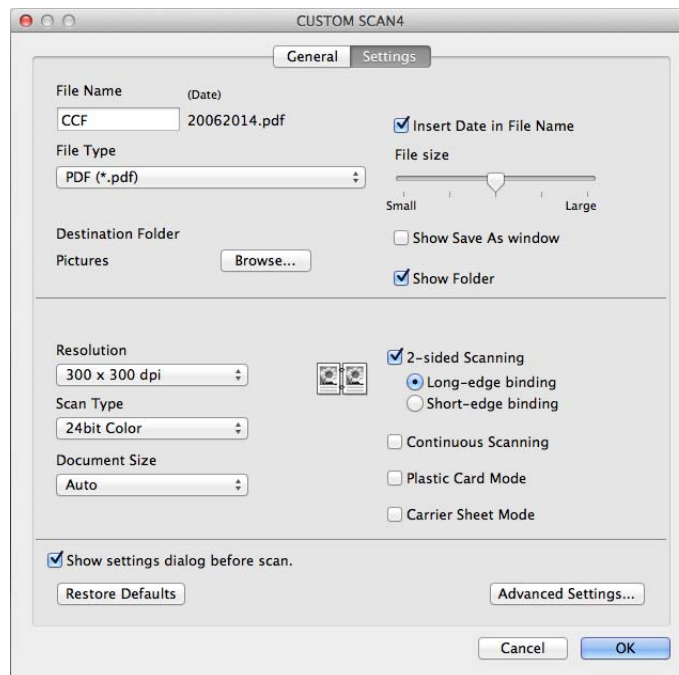 CUSTOM SCAN4
General Settings
File Name (Date)
CCF 20062014.pdf
Insert Date in File Name
File Type
File size
PDF (*.pdf)
Small Large
Destination Folder
Show Save As window
Pictures Browse...
Show Folder
Resolution
2-sided Scanning
300 x 300 dpi
Long-edge binding
Scan Type
Short-edge binding
24bit Color
Continuous Scanning
Document Size
Auto
Plastic Card Mode
Carrier Sheet Mode
Show settings dialog before scan.
Restore Defaults Advanced Settings...
Cancel OK